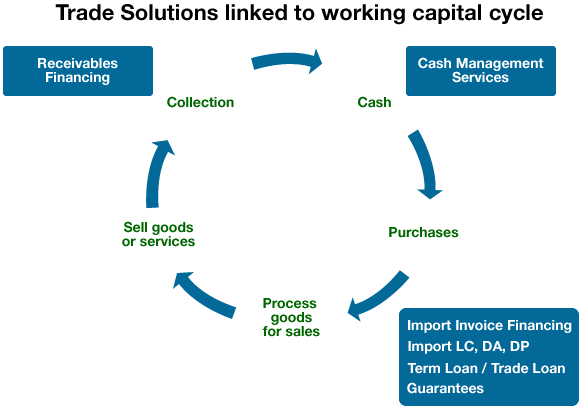 Trade Solutions linked to working capital cycle
Receivables
Financing
Cash Management
Services
Collection
Cash
Sell goods
or services
Purchases
Process
goods
for sales
Import Invoice Financing
Import LC, DA, DP
Term Loan / Trade Loan
Guarantees